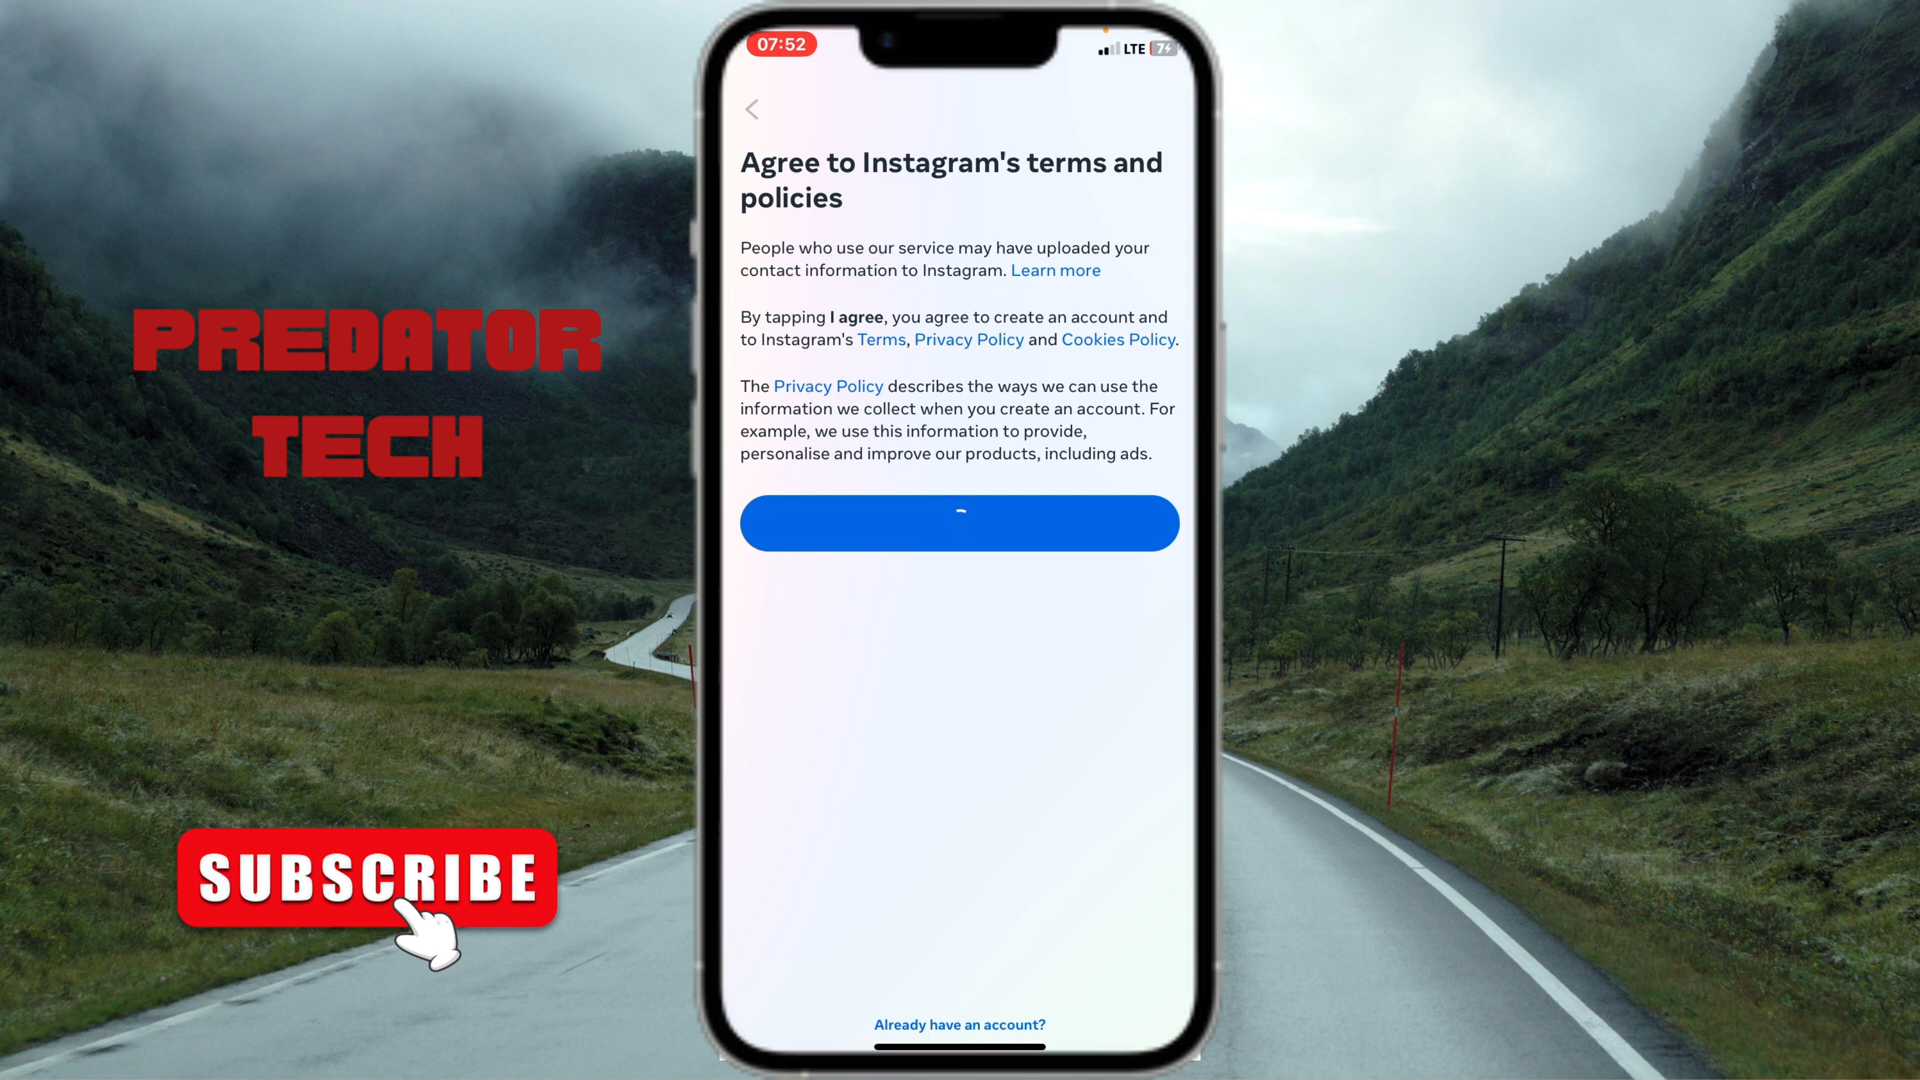 07:52
LTE 7
Agree to Instagram's terms and
policies
People who use our service may have uploaded your
contact information to Instagram. Learn more
By tapping I agree, you agree to create an account and
to Instagram's Terms, Privacy Policy and Cookies Policy.
The Privacy Policy describes the ways we can use the
information we collect when you create an account. For
example, we use this information to provide,
personalise and improve our products, including ads.
Already have an account?
PREDATOR
TECH
SUBSCRIBE